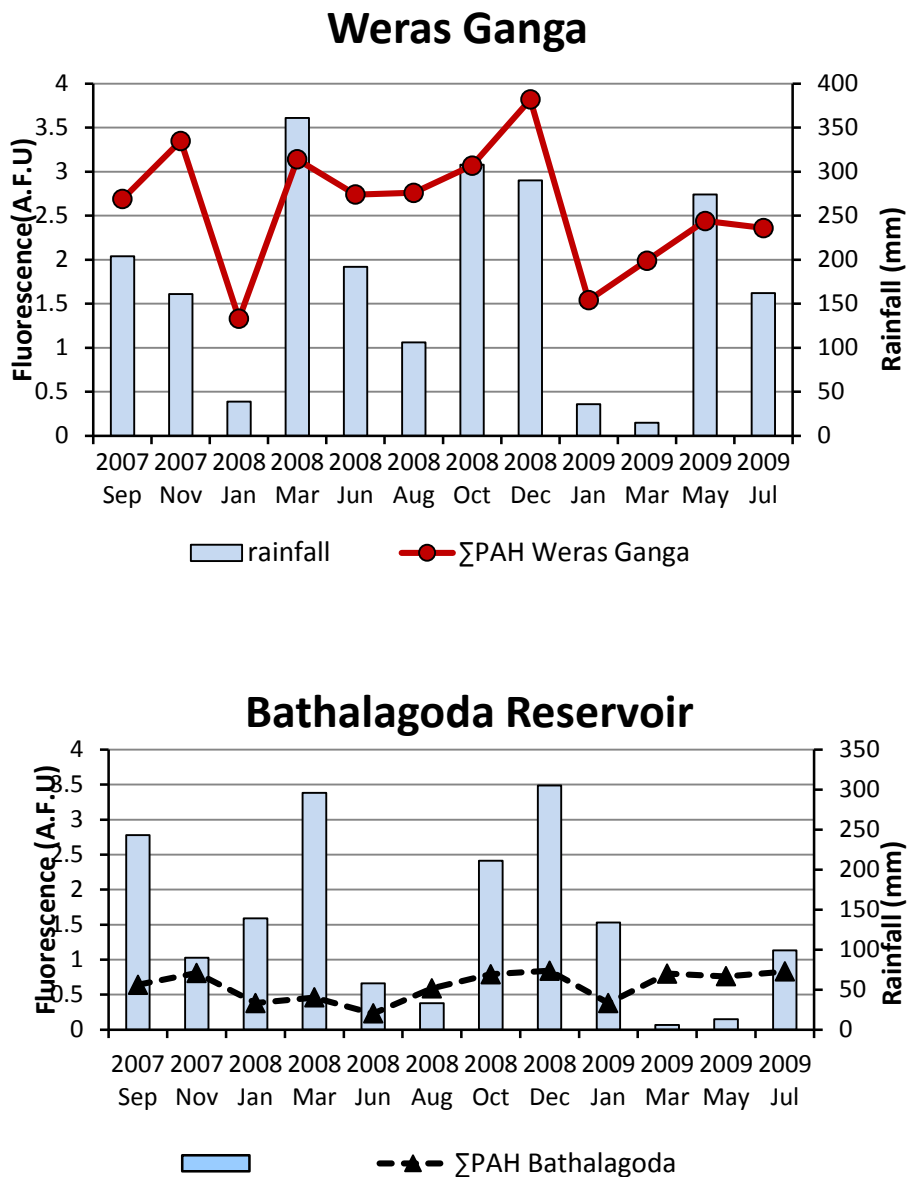 Weras Ganga
Fluorescence(A.F.U)
4
3.5
3
2.5
2
1.5
1
0.5
0
400
350
300
250
200
150
100
50
0
Rainfall (mm)
2007 2007 2008 2008 2008 2008 2008 2008 2009 2009 2009 2009
Sep Nov Jan Mar Jun Aug Oct Dec Jan Mar May Jul
rainfall ∑PAH Weras Ganga
Bathalagoda Reservoir
Fluorescence (A.F.U)
4
3.5
3
2.5
2
1.5
1
0.5
0
350
300
250
200
150
100
50
0
Rainfall (mm)
2007 2007 2008 2008 2008 2008 2008 2008 2009 2009 2009 2009
Sep Nov Jan Mar Jun Aug Oct Dec Jan Mar May Jul
∑PAH Bathalagoda